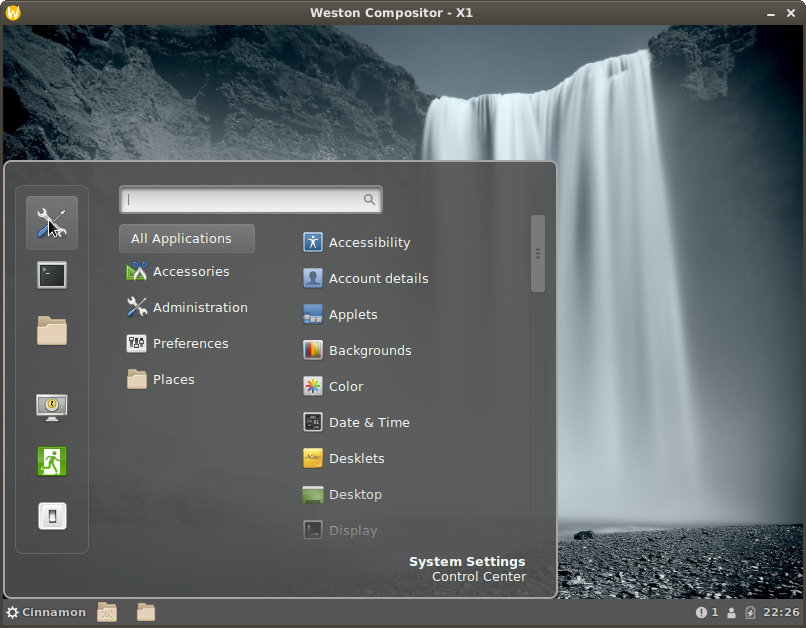 Weston Compositor - X1
All Applications
Accessories
Administration
Preferences
Places
Accessibility
Account details
Applets
Backgrounds
Color
Date & Time
Desklets
Desktop
Display
System Settings
Control Center
Cinnamon
1
22:26